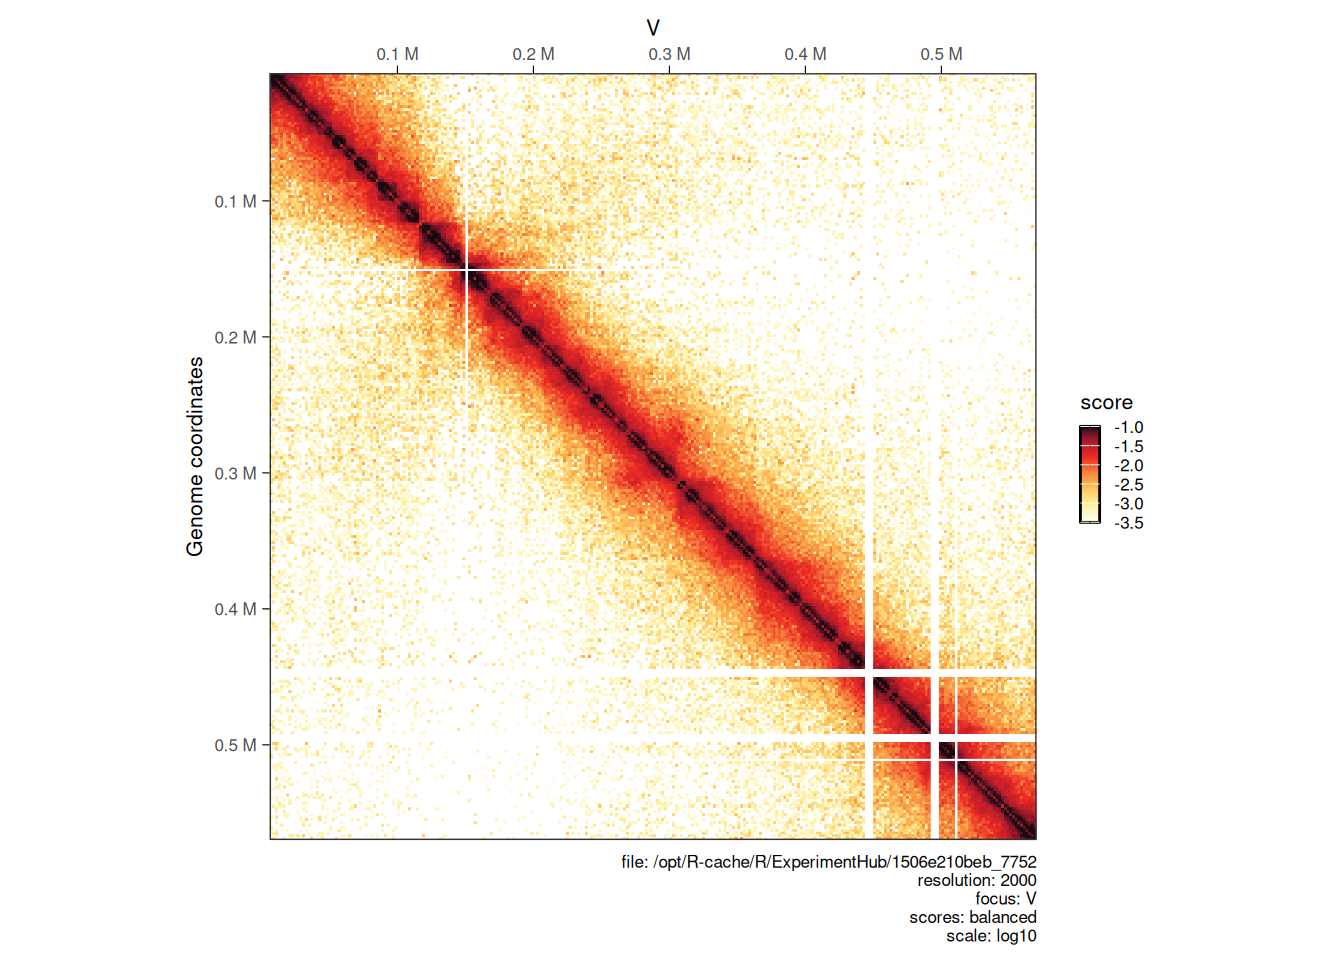 V
0.1 M 0.2 M 0.3 M 0.4 M 0.5 M
Genome coordinates
0.1 M
0.2 M
0.3 M
0.4 M
0.5 M
score
-1.0
-1.5
-2.0
-2.5
-3.0
-3.5
file: /opt/R-cache/R/ExperimentHub/1506e210beb_7752
resolution: 2000
focus: V
scores: balanced
scale: log10